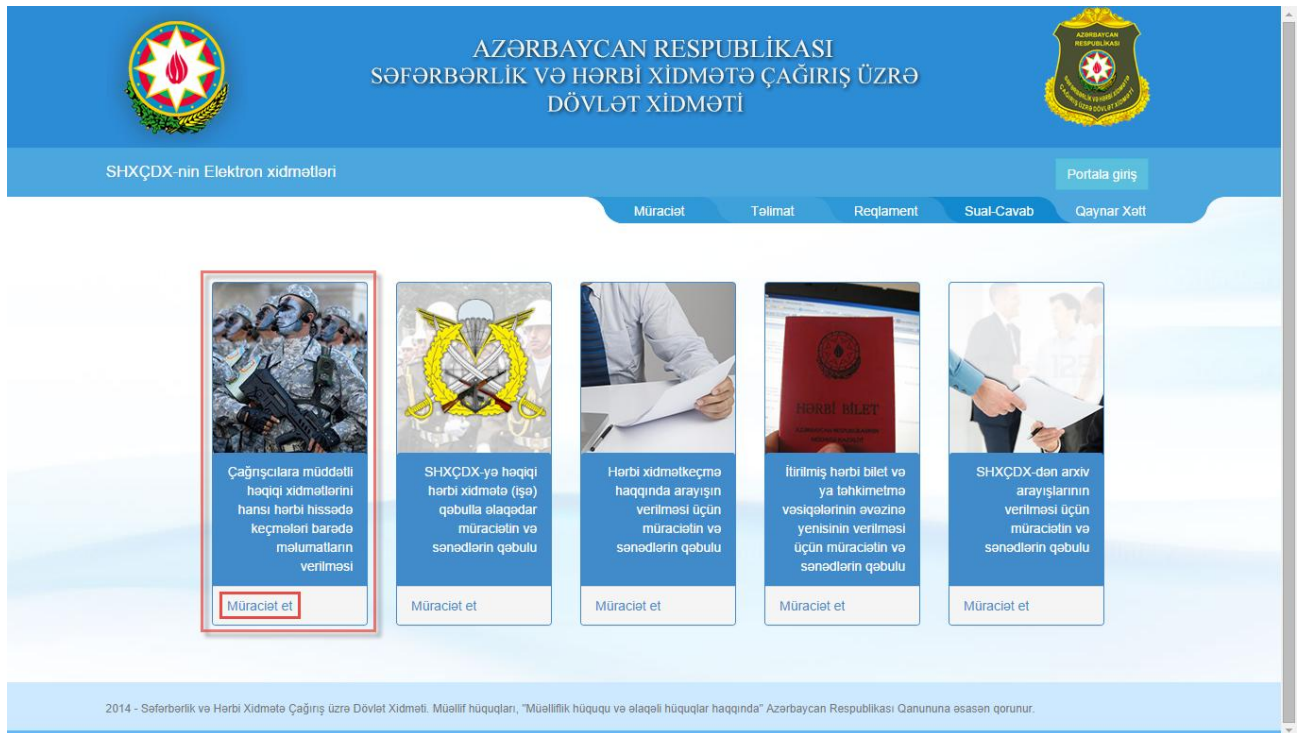 AZƏRBAYCAN RESPUBLİKASI
SƏFƏRBƏRLİK VƏ HƏRBİ XİDMƏTƏ ÇAĞIRIŞ ÜZRƏ
DÖVLƏT XİDMƏTİ
AZƏRBAYCAN
RESPUBLİKASI
SHXÇDX-nin Elektron xidmətləri
Portala giriş
Müraciət
Təlimat
Reqlament
Sual-Cavab
Qaynar Xətt
HƏRBİ BİLET
Çağrışcılara müddətli
həqiqi xidmətlərini
hansı hərbi hissədə
keçmələri barədə
məlumatların
verilməsi
Müraciət et
SHXÇDX-yə həqiqi
hərbi xidmətə (işə)
qəbulla əlaqədar
müraciətin və
sənədlərin qəbulu
Müraciət et
Hərbi xidmətkeçmə
haqqında arayışın
verilməsi üçün
müraciətin və
sənədlərin qəbulu
Müraciət et
İtirilmiş hərbi bilet və
ya təhkimetmə
vəsiqələrinin əvəzinə
yenisinin verilməsi
üçün müraciətin və
sənədlərin qəbulu
Müraciət et
SHXÇDX-dən arxiv
arayışlarının
verilməsi üçün
müraciətin və
sənədlərin qəbulu
Müraciət et
2014 - Səfərbərlik və Hərbi Xidmətə Çağırış üzrə Dövlət Xidməti. Müəllif hüquqları, "Müəlliflik hüququ və əlaqəli hüquqlar haqqında" Azərbaycan Respublikası Qanununa əsasən qorunur.